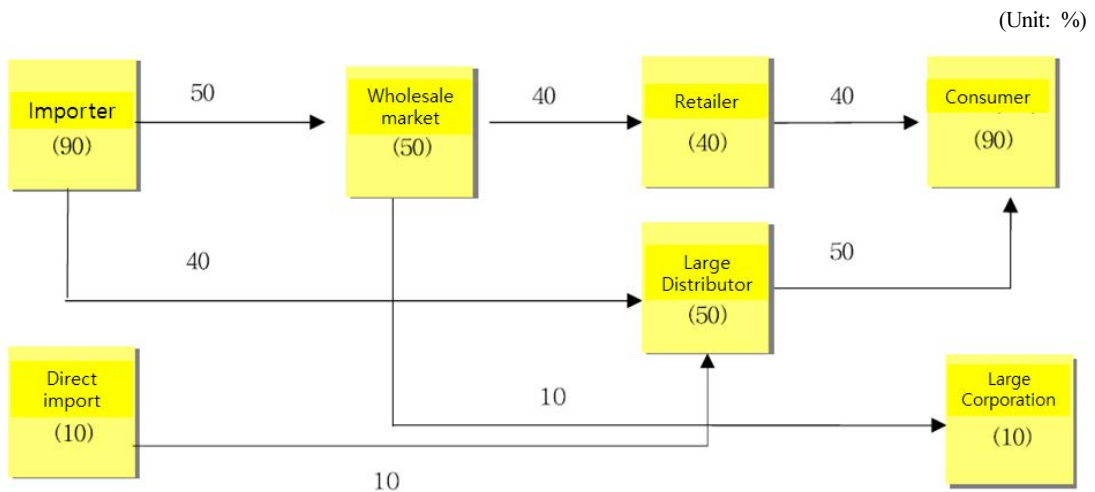 (Unit: %)
Importer
(90)
50
Wholesale
market
(50)
40
Retailer
(40)
40
Consumer
(90)
40
Large
Distributor
(50)
50
Direct
import
(10)
10
10
Large
Corporation
(10)